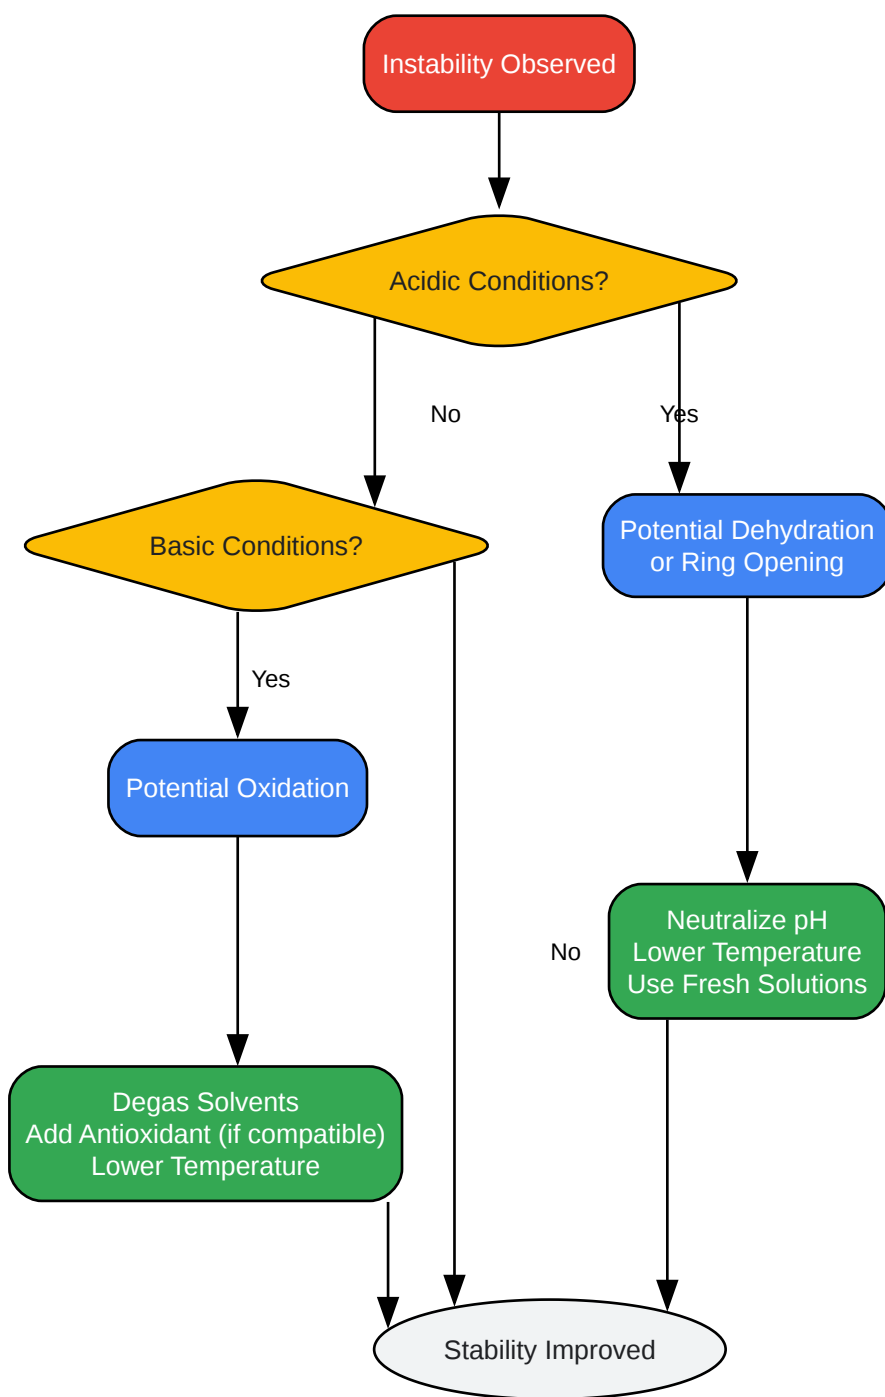 Instability Observed
Acidic Conditions?
No
Yes
Potential Dehydration
or Ring Opening
Basic Conditions?
Yes
Potential Oxidation
Neutralize pH
Lower Temperature
Use Fresh Solutions
No
Degas Solvents
Add Antioxidant (if compatible)
Lower Temperature
Stability Improved